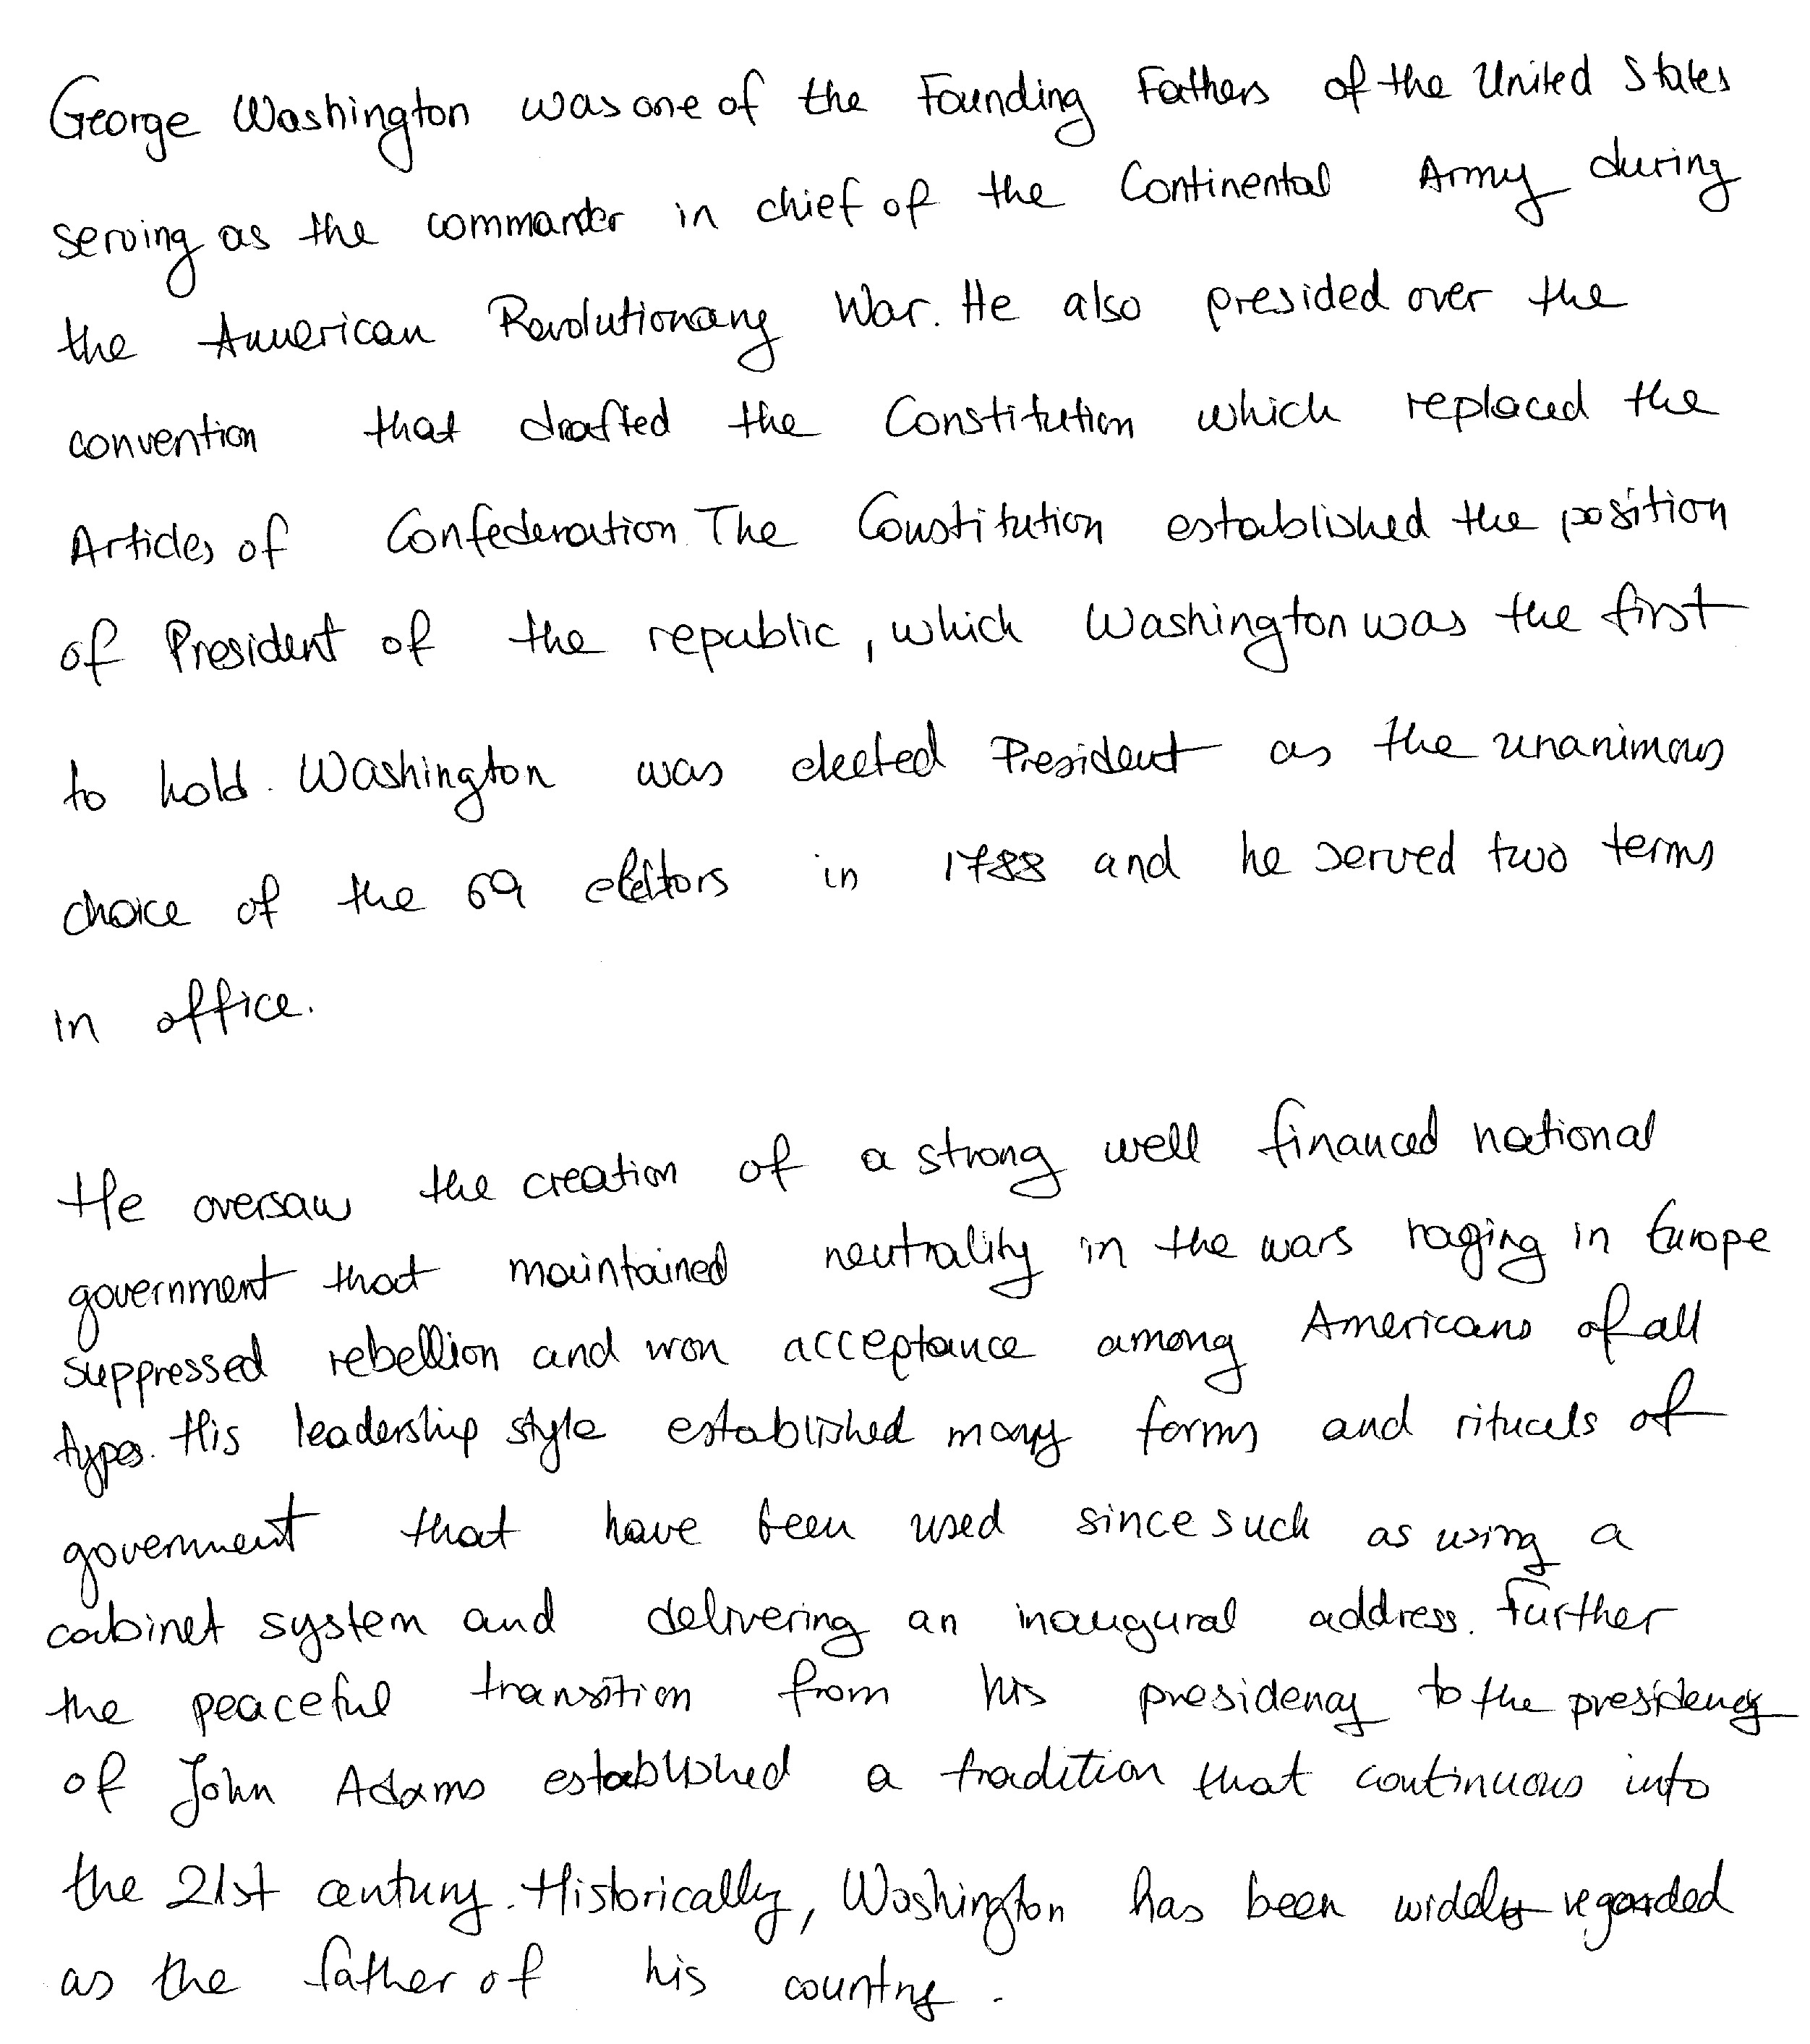 George Washington was one of the Founding Fathers of the United States
serving as the commander in chief of the Continental Army during
the American Revolutionary War. He also presided over the
convention that drafted the Constitution which replaced the
Articles of Confederation. The Constitution established the position
of President of the republic, which Washington was the first
to hold. Washington was elected President as the unanimous
choice of the 69 electors in 1788 and he served two terms
in office.
He oversaw the creation of a strong well financed national
government that maintained neutrality in the wars raging in Europe
suppressed rebellion and won acceptance among Americans of all
types. His leadership style established many forms and rituals of
government that have been used since such as using a
cabinet system and delivering an inaugural address. Further
the peaceful transition from his presidency to the presidency
of John Adams established a tradition that continuous into
the 21st century. Historically, Washington has been widely regarded
as the father of his country.